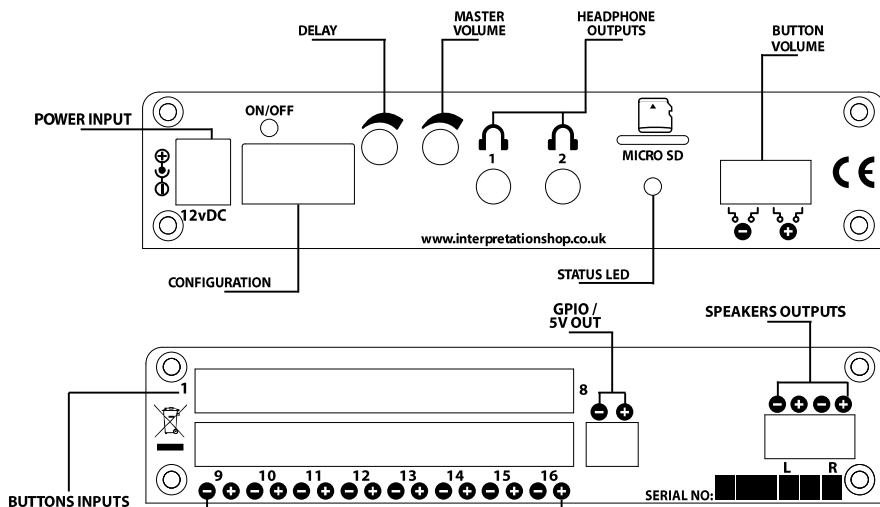 DELAY
MASTER
VOLUME
HEADPHONE
OUTPUTS
BUTTON
VOLUME
POWER INPUT
ON/OFF
1
2
MICRO SD
12vDC
CE
www.interpretationshop.co.uk
CONFIGURATION
STATUS LED
GPIO /
5V OUT
SPEAKERS OUTPUTS
1
8
9 10 11 12 13 14 15 16
L R
BUTTONS INPUTS
SERIAL NO: